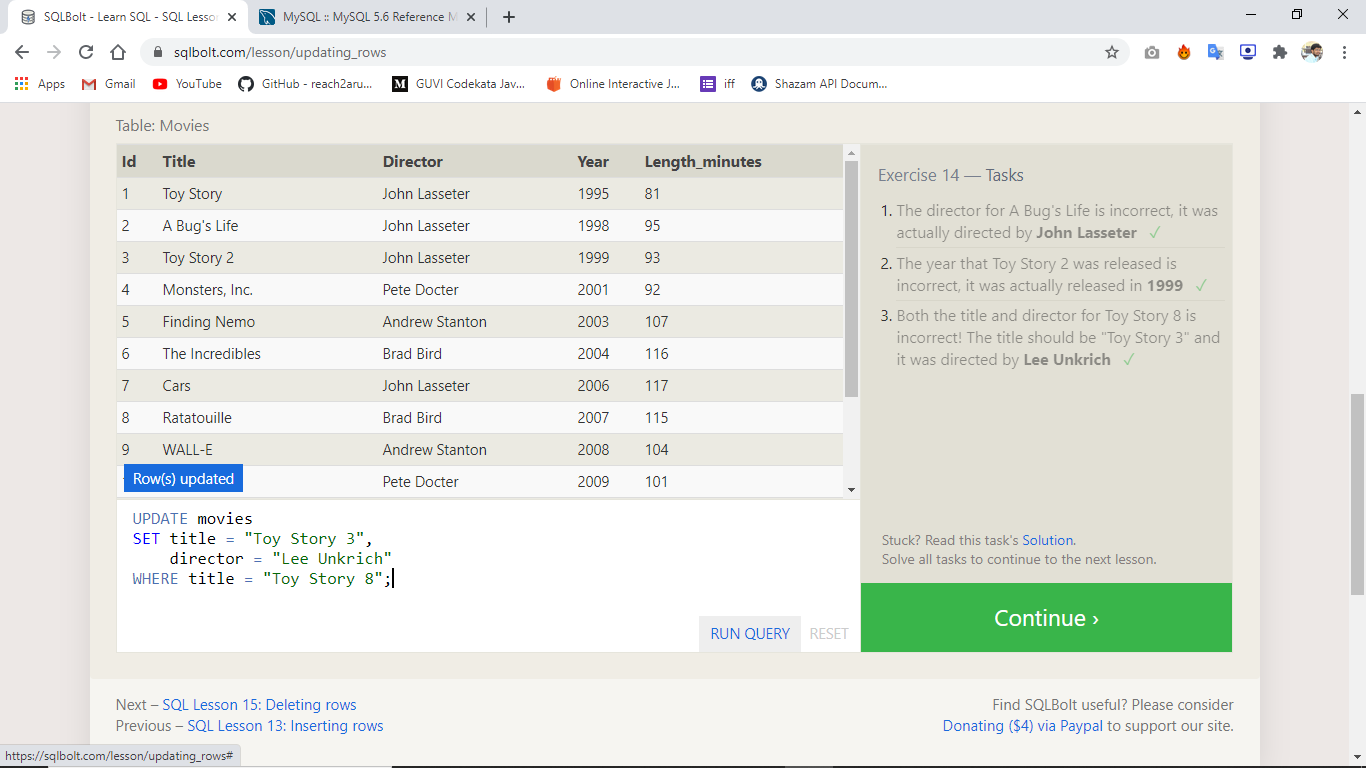 SQLBolt - Learn SQL - SQL Lesson
MySQL :: MySQL 5.6 Reference M
sqlbolt.com/lesson/updating_rows
Apps
Gmail
YouTube
GitHub - reach2aru...
GUVI Codekata Jav...
Online Interactive J...
iff
Shazam API Docum...
Table: Movies
Id Title Director Year Length_minutes
1 Toy Story John Lasseter 1995 81
2 A Bug's Life John Lasseter 1998 95
3 Toy Story 2 John Lasseter 1999 93
4 Monsters, Inc. Pete Docter 2001 92
5 Finding Nemo Andrew Stanton 2003 107
6 The Incredibles Brad Bird 2004 116
7 Cars John Lasseter 2006 117
8 Ratatouille Brad Bird 2007 115
9 WALL-E Andrew Stanton 2008 104
Pete Docter 2009 101
Row(s) updated
UPDATE movies
SET title = "Toy Story 3",
director = "Lee Unkrich"
WHERE title = "Toy Story 8";
RUN QUERY
RESET
Exercise 14 — Tasks
1. The director for A Bug's Life is incorrect, it was
actually directed by John Lasseter ✓
2. The year that Toy Story 2 was released is
incorrect, it was actually released in 1999 ✓
3. Both the title and director for Toy Story 8 is
incorrect! The title should be "Toy Story 3" and
it was directed by Lee Unkrich ✓
Stuck? Read this task's Solution.
Solve all tasks to continue to the next lesson.
Continue ›
Next – SQL Lesson 15: Deleting rows
Previous – SQL Lesson 13: Inserting rows
Find SQLBolt useful? Please consider
Donating ($4) via Paypal to support our site.
https://sqlbolt.com/lesson/updating_rows#